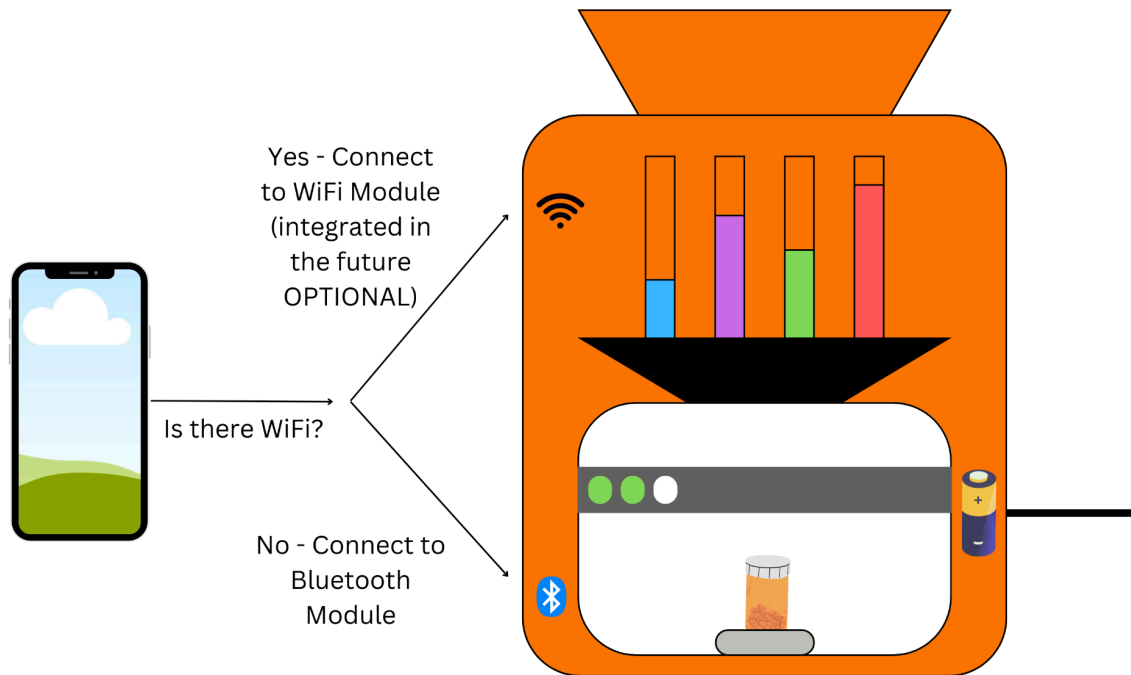 Yes - Connect
to WiFi Module
(integrated in
the future
OPTIONAL)
Is there WiFi?
No - Connect to
Bluetooth
Module